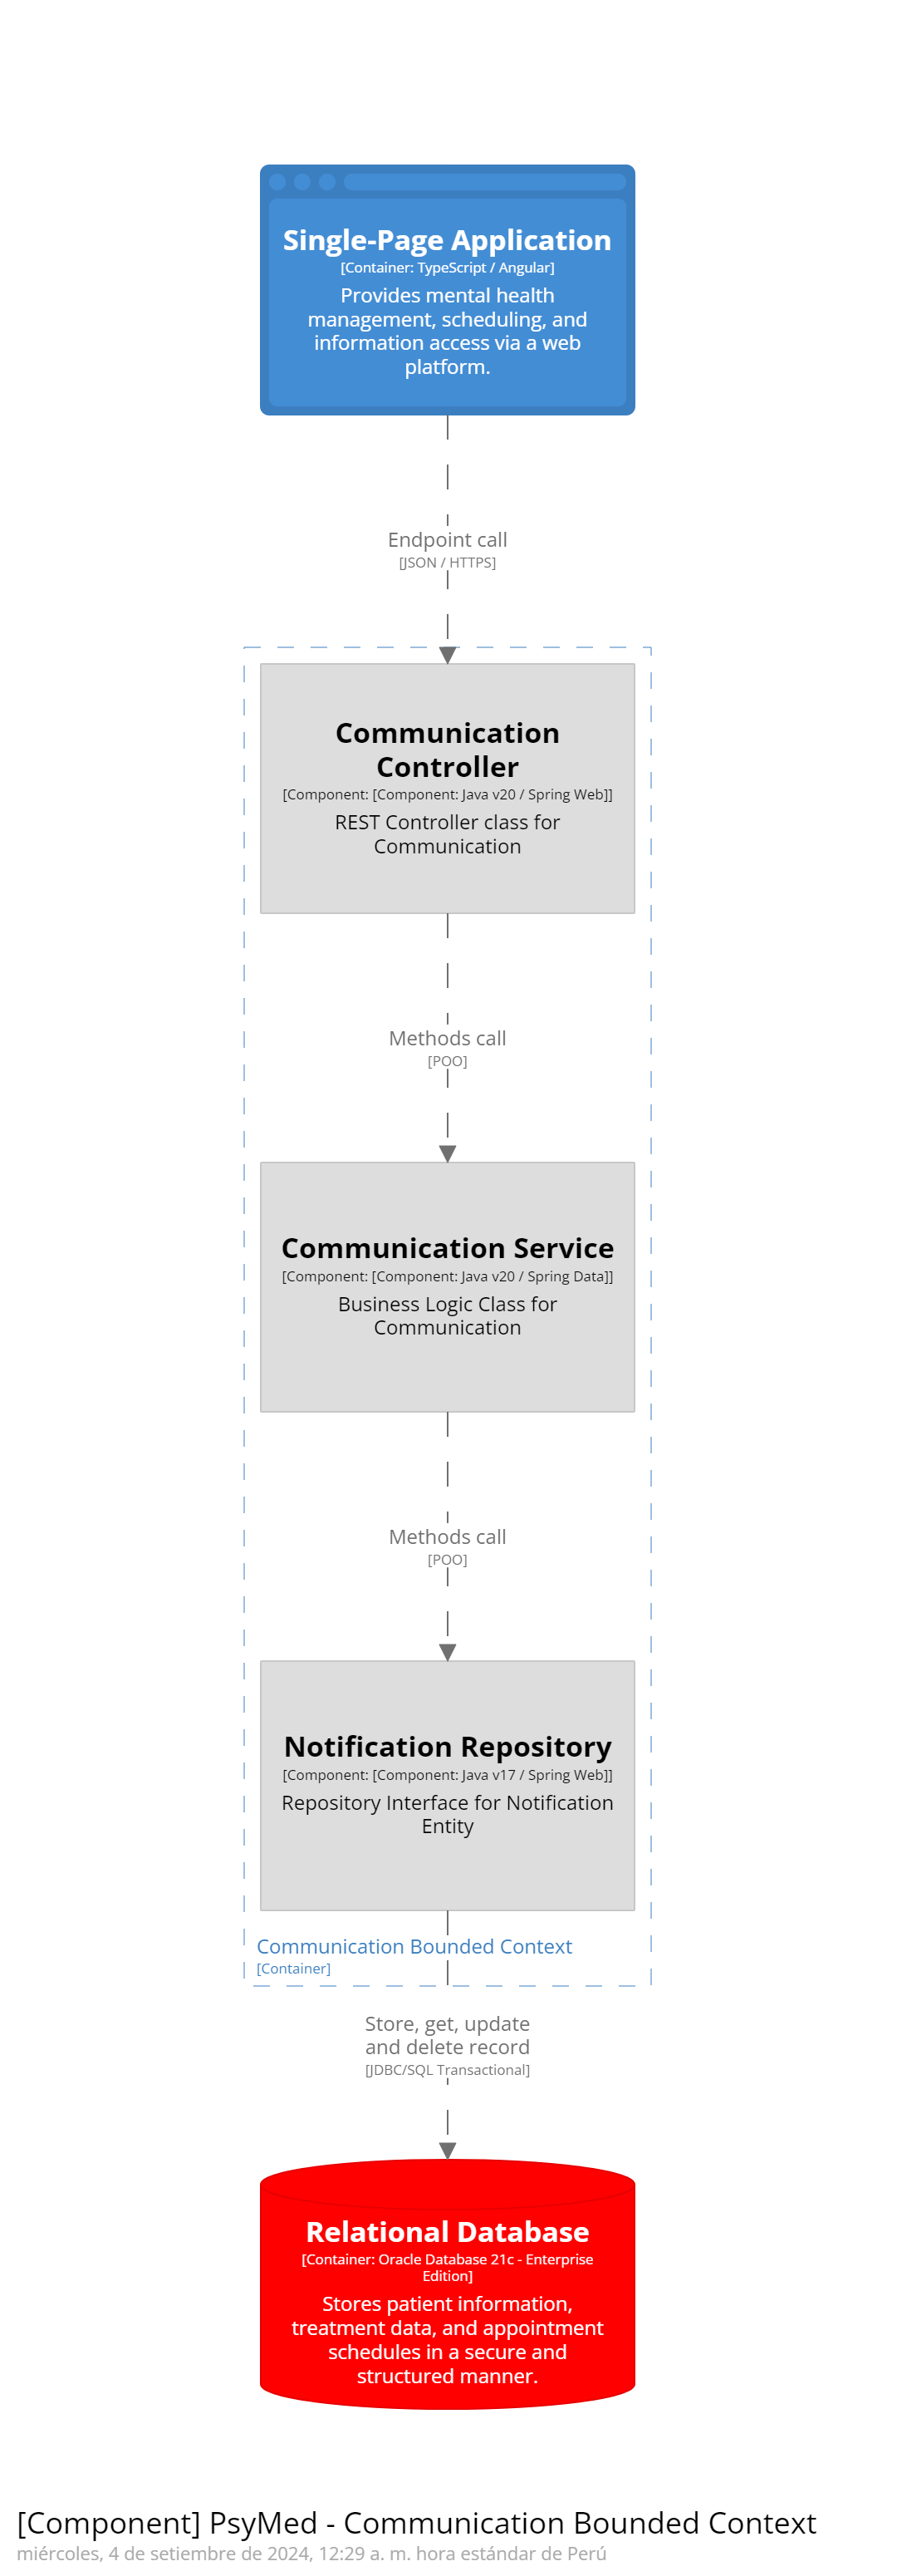 Single-Page Application
[Container: TypeScript / Angular]
Provides mental health
management, scheduling, and
information access via a web
platform.
Endpoint call
[JSON / HTTPS]
Communication
Controller
[Component: [Component: Java v20 / Spring Web]]
REST Controller class for
Communication
Methods call
[POO]
Communication Service
[Component: [Component: Java v20 / Spring Data]]
Business Logic Class for
Communication
Methods call
[POO]
Notification Repository
[Component: [Component: Java v17 / Spring Web]]
Repository Interface for Notification
Entity
Communication Bounded Context
[Container]
Store, get, update
and delete record
[JDBC/SQL Transactional]
Relational Database
[Container: Oracle Database 21c - Enterprise
Edition]
Stores patient information,
treatment data, and appointment
schedules in a secure and
structured manner.
[Component] PsyMed - Communication Bounded Context
miércoles, 4 de setiembre de 2024, 12:29 a. m. hora estándar de Perú